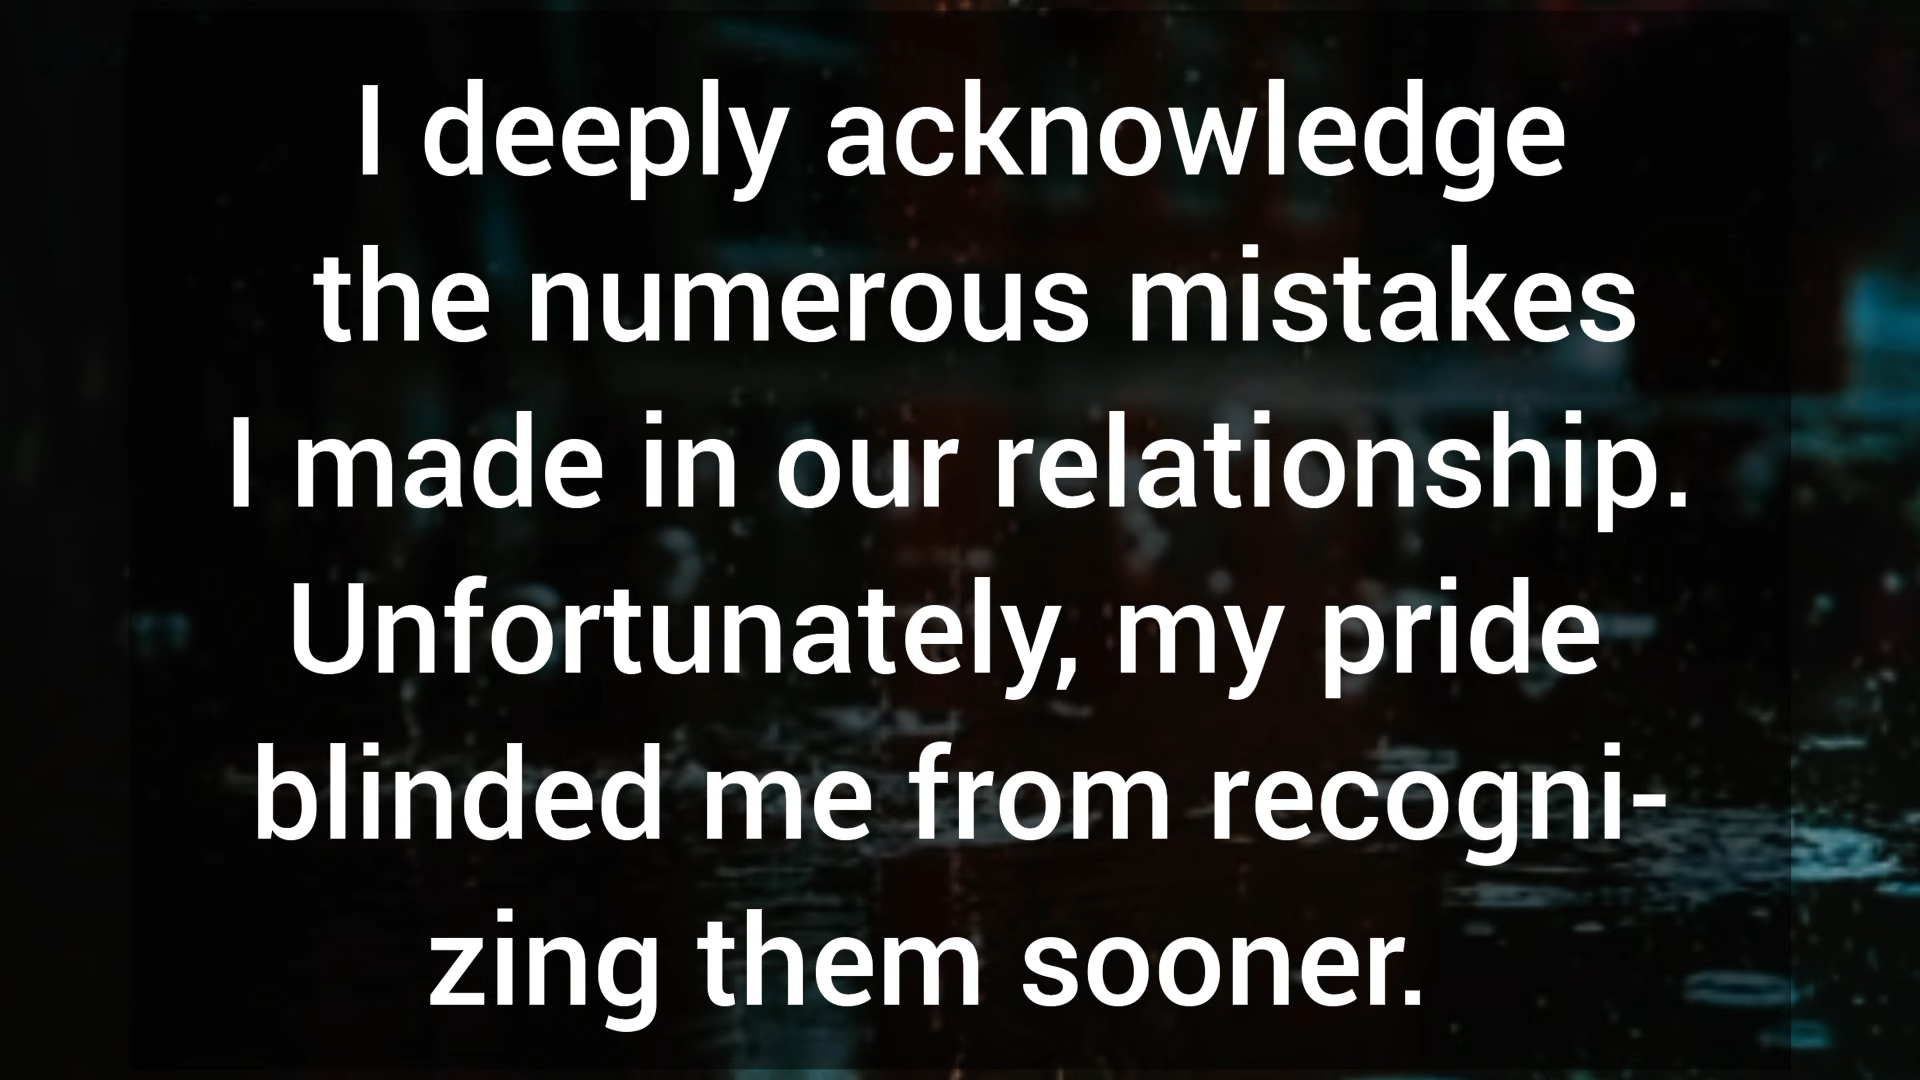 I deeply acknowledge
the numerous mistakes
I made in our relationship.
Unfortunately, my pride
blinded me from recogni-
zing them sooner.